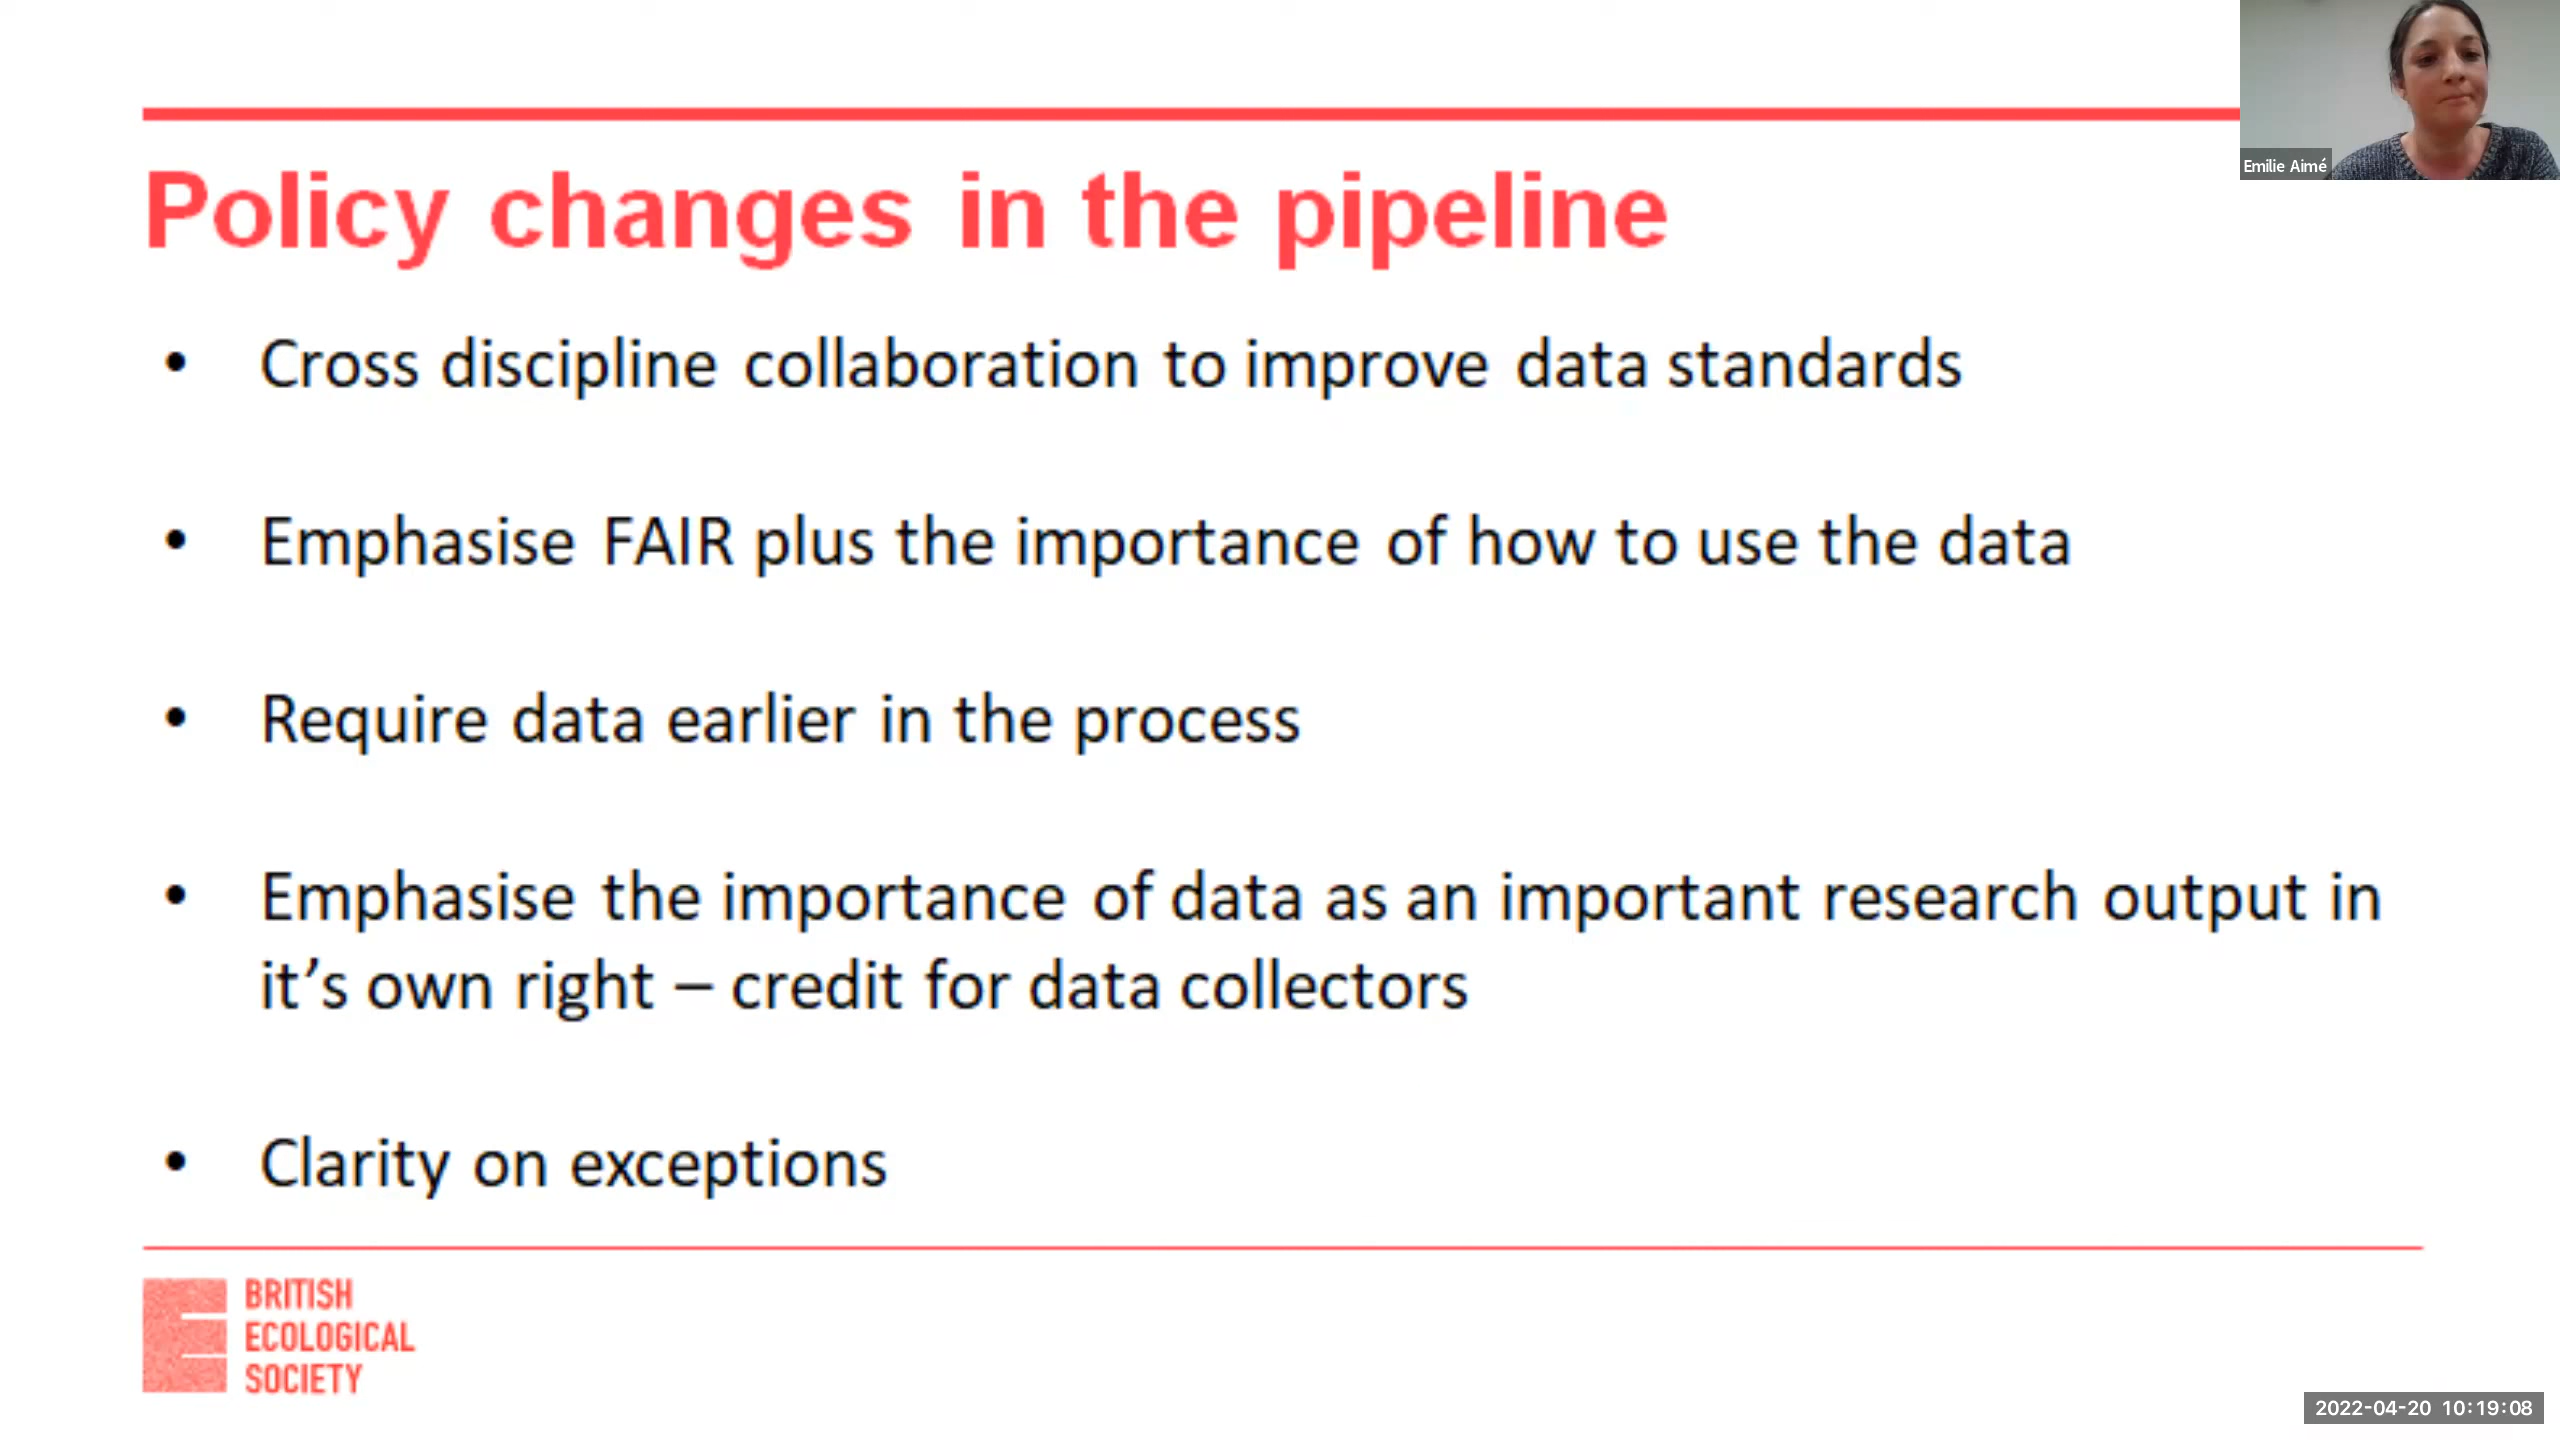 Policy changes in the pipeline
Emilie Aimé
• Cross discipline collaboration to improve data standards
• Emphasise FAIR plus the importance of how to use the data
• Require data earlier in the process
• Emphasise the importance of data as an important research output in
it’s own right – credit for data collectors
• Clarity on exceptions
BRITISH
ECOLOGICAL
SOCIETY
2022-04-20 10:19:08